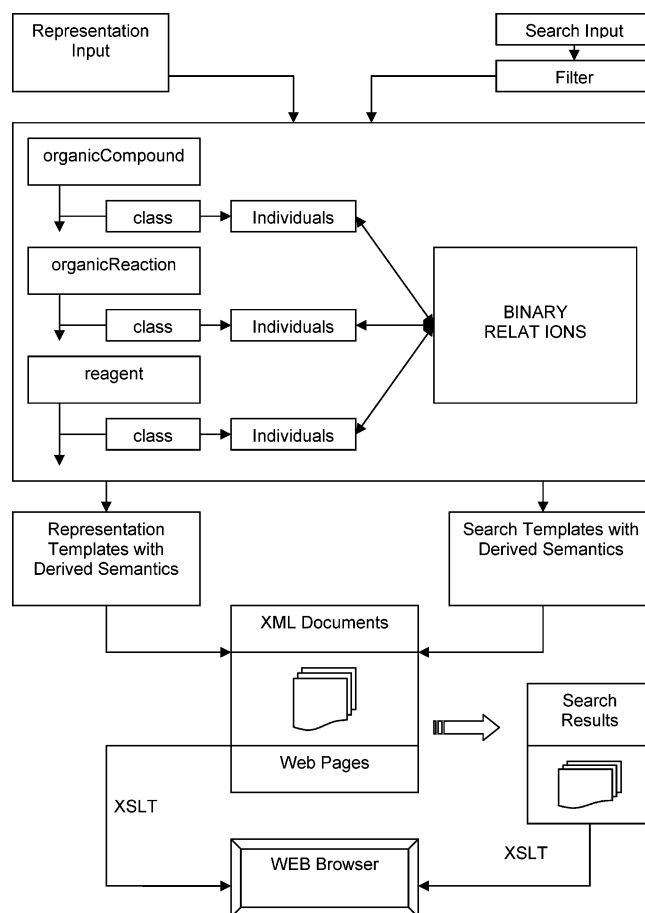 Representation
Input
Search Input
Filter
organicCompound
class
Individuals
organicReaction
class
Individuals
reagent
class
Individuals
BINARY
RELAT IONS
Representation
Templates with
Derived Semantics
Search Templates with
Derived Semantics
XML Documents
Web Pages
Search
Results
XSLT
XSLT
WEB Browser